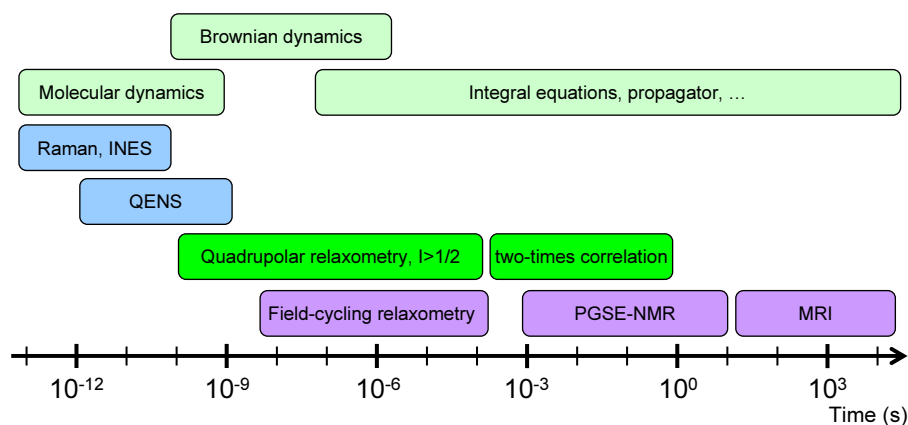 Brownian dynamics
Molecular dynamics
Integral equations, propagator, …
Raman, INES
QENS
Quadrupolar relaxometry, I>1/2
two-times correlation
Field-cycling relaxometry
PGSE-NMR
MRI
10⁻¹² 10⁻⁹ 10⁻⁶ 10⁻³ 10⁰ 10³
Time (s)